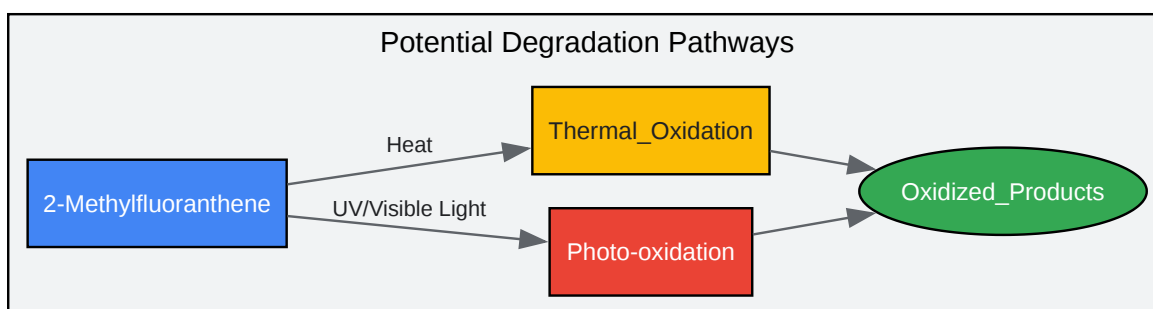 Potential Degradation Pathways
Heat
Thermal_Oxidation
2-Methylfluoranthene
UV/Visible Light
Oxidized_Products
Photo-oxidation